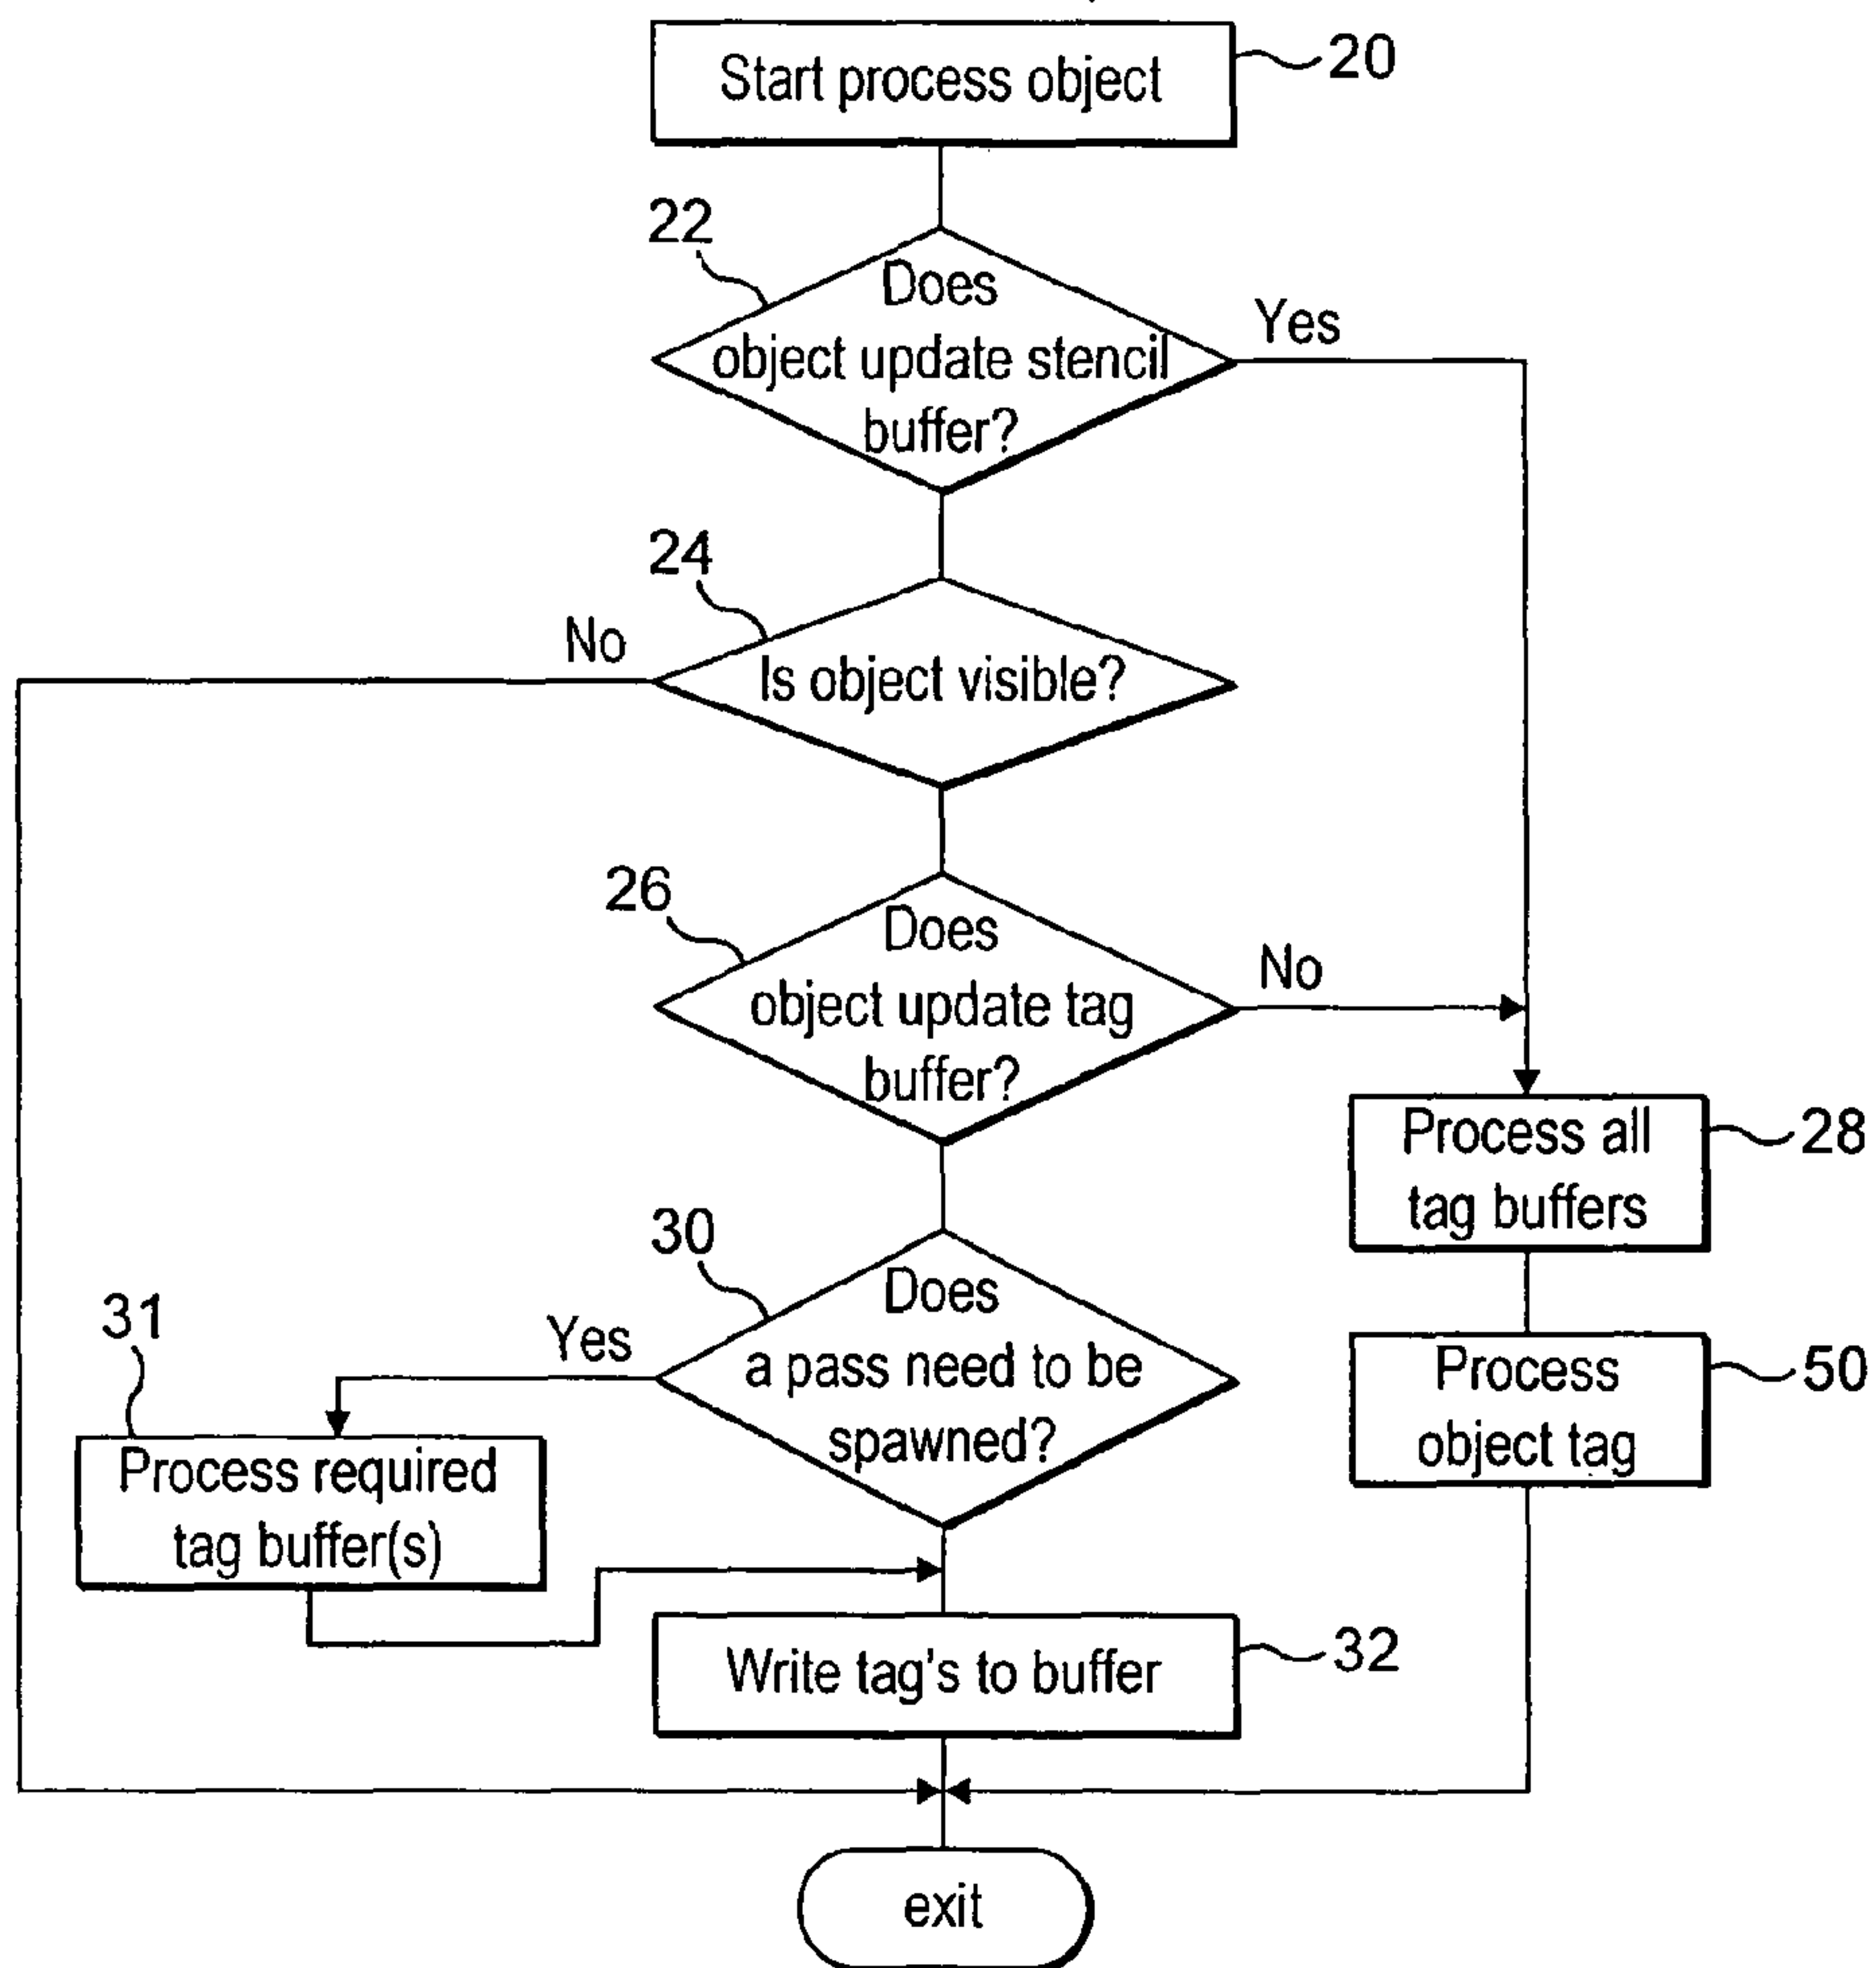 Start process object
20
22
Does
object update stencil
buffer?
Yes
24
No
Is object visible?
26
Does
object update tag
buffer?
No
Process all
tag buffers
28
30
Does
a pass need to be
spawned?
Yes
31
Process required
tag buffer(s)
Process
object tag
50
Write tag's to buffer
32
exit